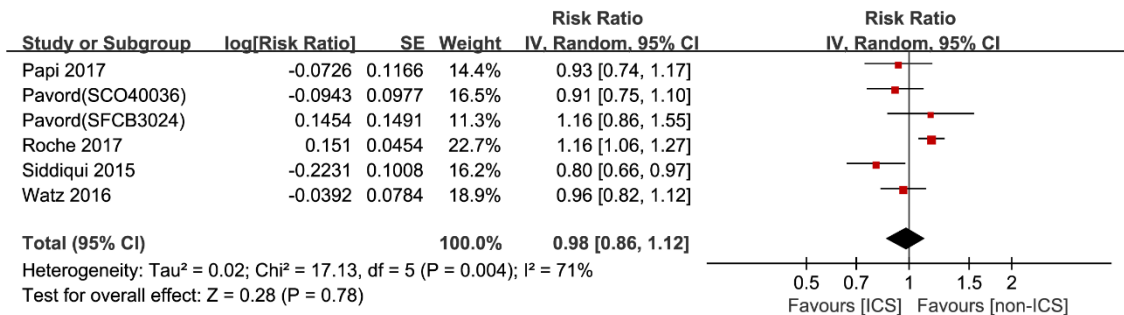 Risk Ratio Risk Ratio
Study or Subgroup log[Risk Ratio] SE Weight IV, Random, 95% CI IV, Random, 95% CI
Papi 2017 -0.0726 0.1166 14.4% 0.93 [0.74, 1.17]
Pavord(SCO40036) -0.0943 0.0977 16.5% 0.91 [0.75, 1.10]
Pavord(SFCB3024) 0.1454 0.1491 11.3% 1.16 [0.86, 1.55]
Roche 2017 0.151 0.0454 22.7% 1.16 [1.06, 1.27]
Siddiqui 2015 -0.2231 0.1008 16.2% 0.80 [0.66, 0.97]
Watz 2016 -0.0392 0.0784 18.9% 0.96 [0.82, 1.12]
Total (95% CI) 100.0% 0.98 [0.86, 1.12]
Heterogeneity: Tau² = 0.02; Chi² = 17.13, df = 5 (P = 0.004); I² = 71%
Test for overall effect: Z = 0.28 (P = 0.78)
0.5 0.7 1 1.5 2
Favours [ICS] Favours [non-ICS]